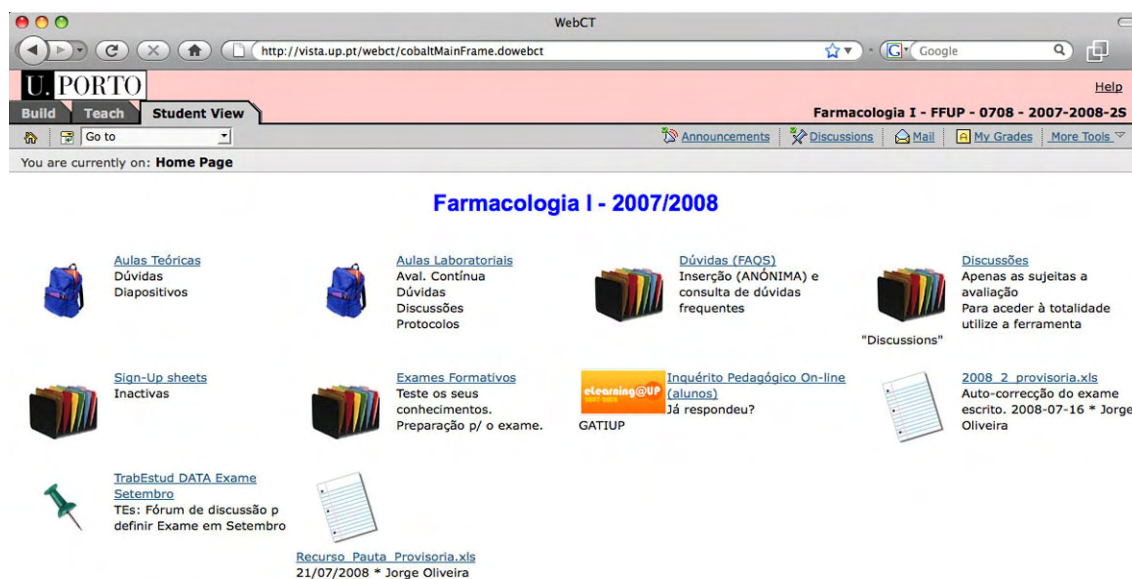 WebCT
http://vista.up.pt/webct/cobaltMainFrame.dowebct
Google
U. PORTO
Help
Build
Teach
Student View
Farmacologia I - FFUP - 0708 - 2007-2008-2S
Go to
Announcements
Discussions
Mail
My Grades
More Tools
You are currently on: Home Page
Farmacologia I - 2007/2008
Aulas Teóricas
Dúvidas
Diapositivos
Aulas Laboratoriais
Aval. Contínua
Dúvidas
Discussões
Protocolos
Dúvidas (FAQS)
Inserção (ANÓNIMA) e
consulta de dúvidas
frequentes
Discussões
Apenas as sujeitas a
avaliação
Para aceder à totalidade
utilize a ferramenta
"Discussions"
Sign-Up sheets
Inactivas
Exames Formativos
Teste os seus
conhecimentos.
Preparação p/ o exame.
elearning@UP
2007-2008
Inquérito Pedagógico On-line
(alunos)
Já respondeu?
GATIUP
2008_2_provisoria.xls
Auto-correcção do exame
escrito. 2008-07-16 * Jorge
Oliveira
TrabEstud DATA Exame
Setembro
TEs: Fórum de discussão p
definir Exame em Setembro
Recurso_Pauta_Provisoria.xls
21/07/2008 * Jorge Oliveira